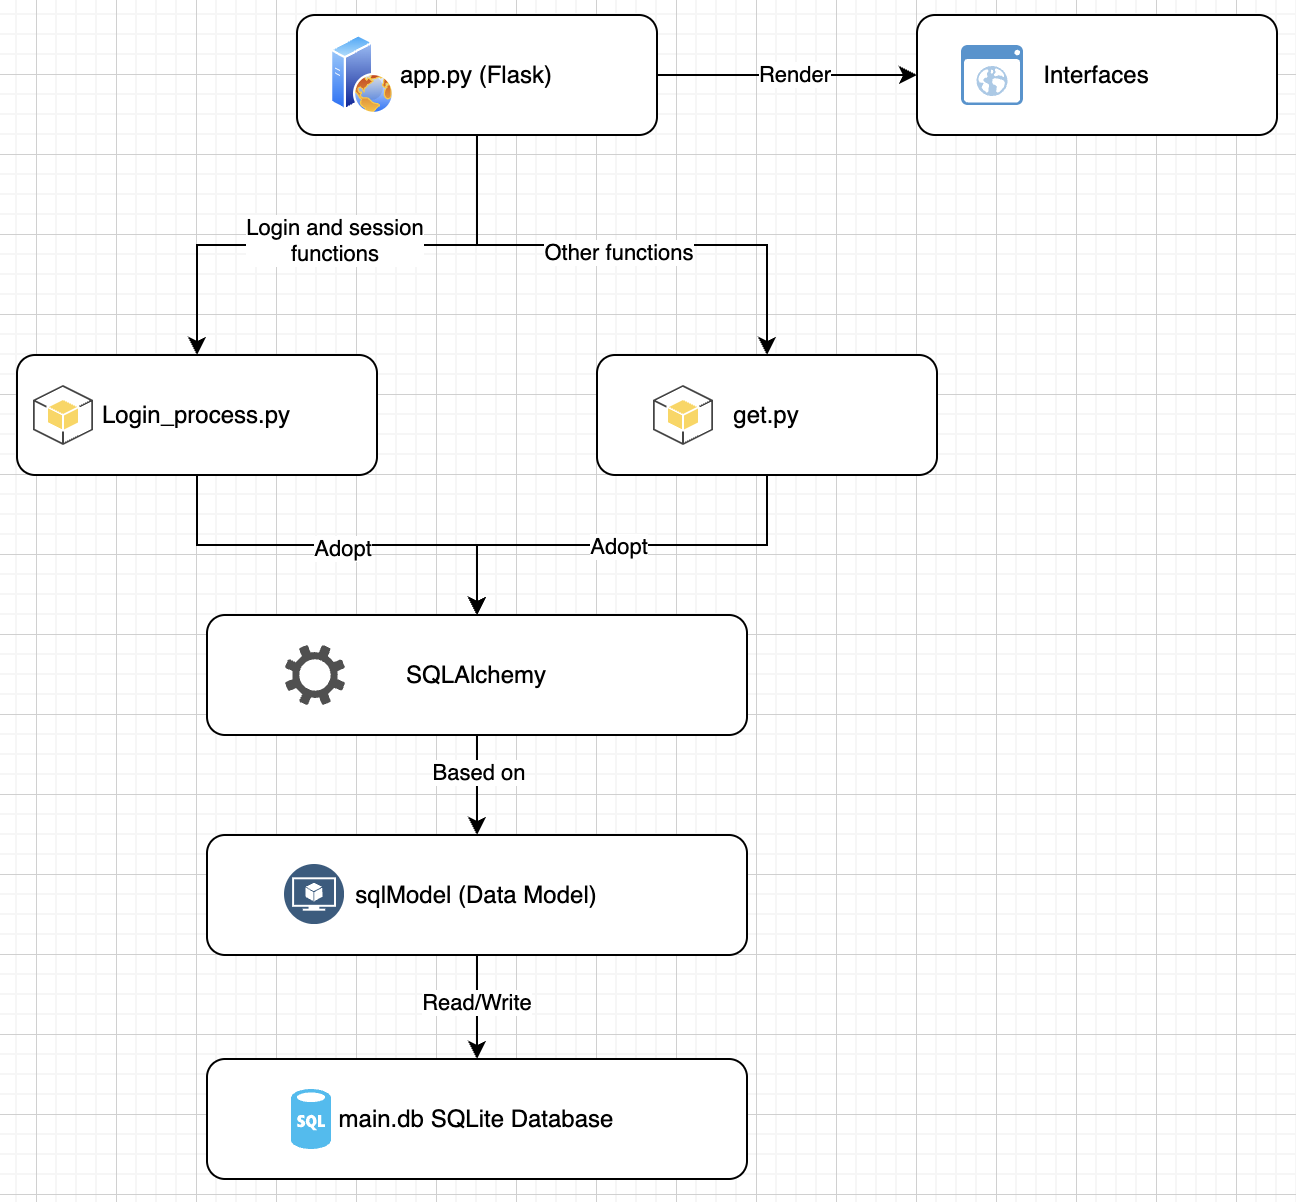 app.py (Flask)
Render
Interfaces
Login and session
functions
Other functions
Login_process.py
get.py
Adopt
Adopt
SQLAlchemy
Based on
sqlModel (Data Model)
Read/Write
SQL
main.db SQLite Database